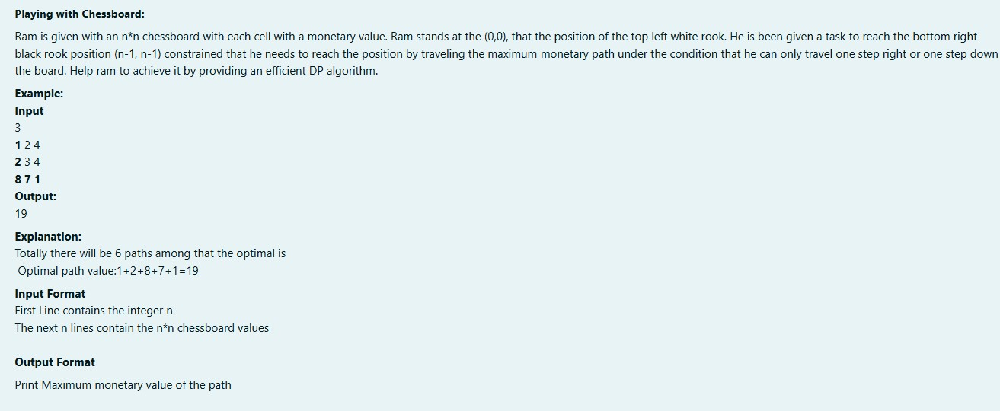 Playing with Chessboard:
Ram is given with an n*n chessboard with each cell with a monetary value. Ram stands at the (0,0), that the position of the top left white rook. He is been given a task to reach the bottom right
black rook position (n-1, n-1) constrained that he needs to reach the position by traveling the maximum monetary path under the condition that he can only travel one step right or one step down
the board. Help ram to achieve it by providing an efficient DP algorithm.
Example:
Input
3
1 2 4
2 3 4
8 7 1
Output:
19
Explanation:
Totally there will be 6 paths among that the optimal is
Optimal path value:1+2+8+7+1=19
Input Format
First Line contains the integer n
The next n lines contain the n*n chessboard values
Output Format
Print Maximum monetary value of the path